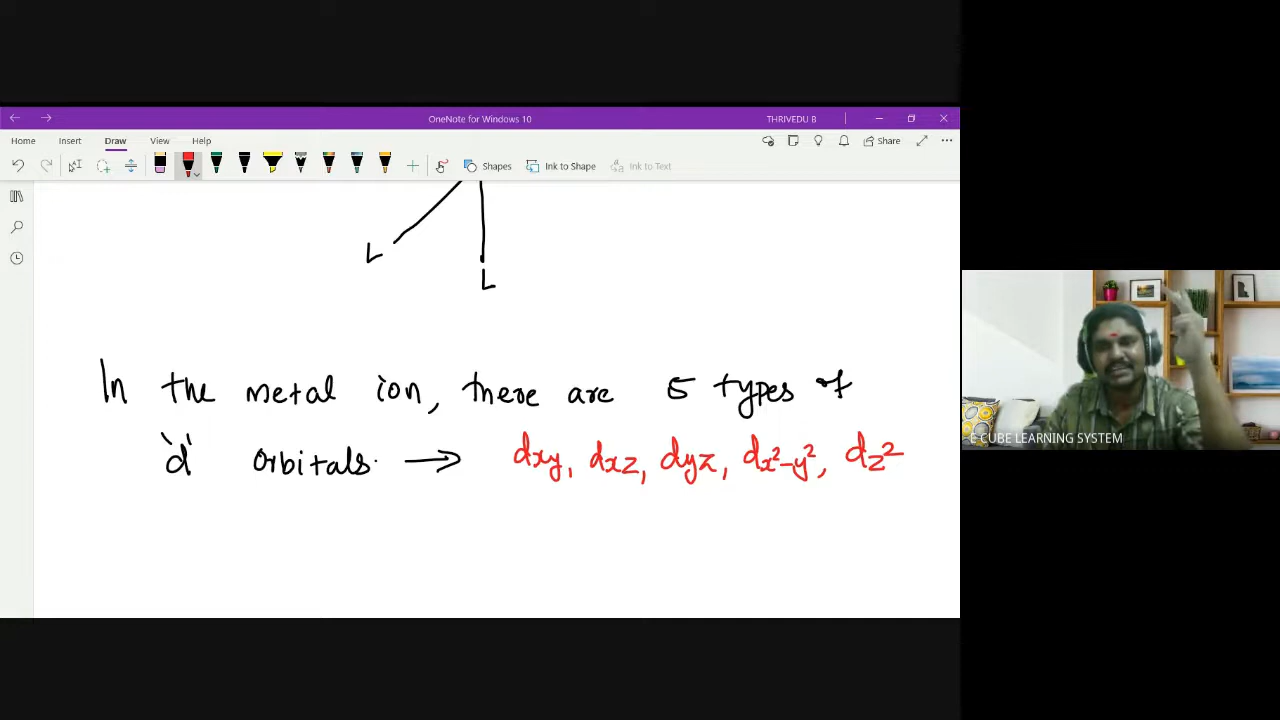 OneNote for Windows 10
THRIVEDU B
Home Insert Draw View Help
Share
Shapes Ink to Shape Ink to Text
L
L
In the metal ion, there are 5 types of
'd' orbitals. → dxy, dxz, dyz, dx²-y², dz²
E CUBE LEARNING SYSTEM